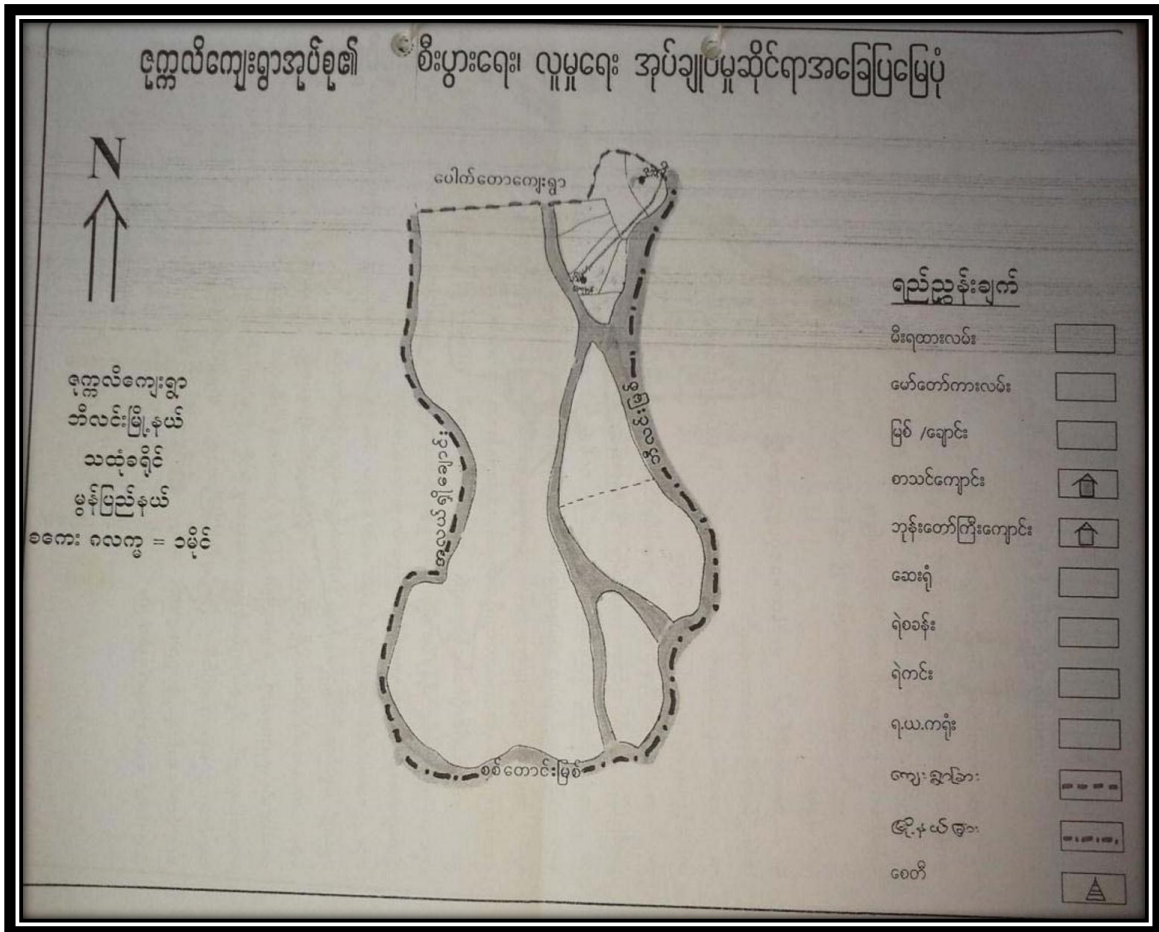 ဇုက္ကလိကျေးရွာအုပ်စု၏ စီးပွားရေး၊ လူမှုရေး အုပ်ချုပ်မှုဆိုင်ရာအခြေပြမြေပုံ
N
ပေါက်တောကျေးရွာ
ဇုက္ကလိကျေးရွာ
ဘီလင်းမြို့နယ်
သထုံခရိုင်
မွန်ပြည်နယ်
စကေး ဂလက္မ = ၁မိုင်
စစ်တောင်းမြစ်
ရည်ညွှန်းချက်
မီးရထားလမ်း
မော်တော်ကားလမ်း
မြစ် /ချောင်း
စာသင်ကျောင်း
ဘုန်းတော်ကြီးကျောင်း
ဆေးရုံ
ရဲစခန်း
ရဲကင်း
ရ.ယ.ကရုံး
ကျေးရွာခြား
မြို့နယ်ခြား
စေတီ